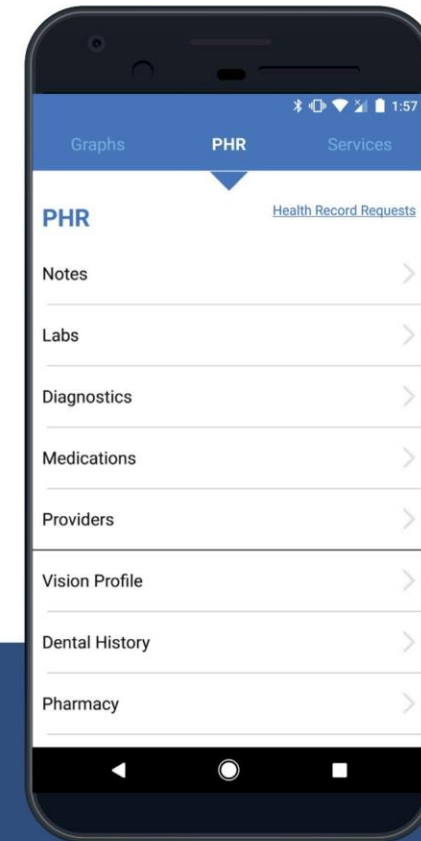 1:57
Graphs PHR Services
PHR Health Record Requests
Notes
Labs
Diagnostics
Medications
Providers
Vision Profile
Dental History
Pharmacy